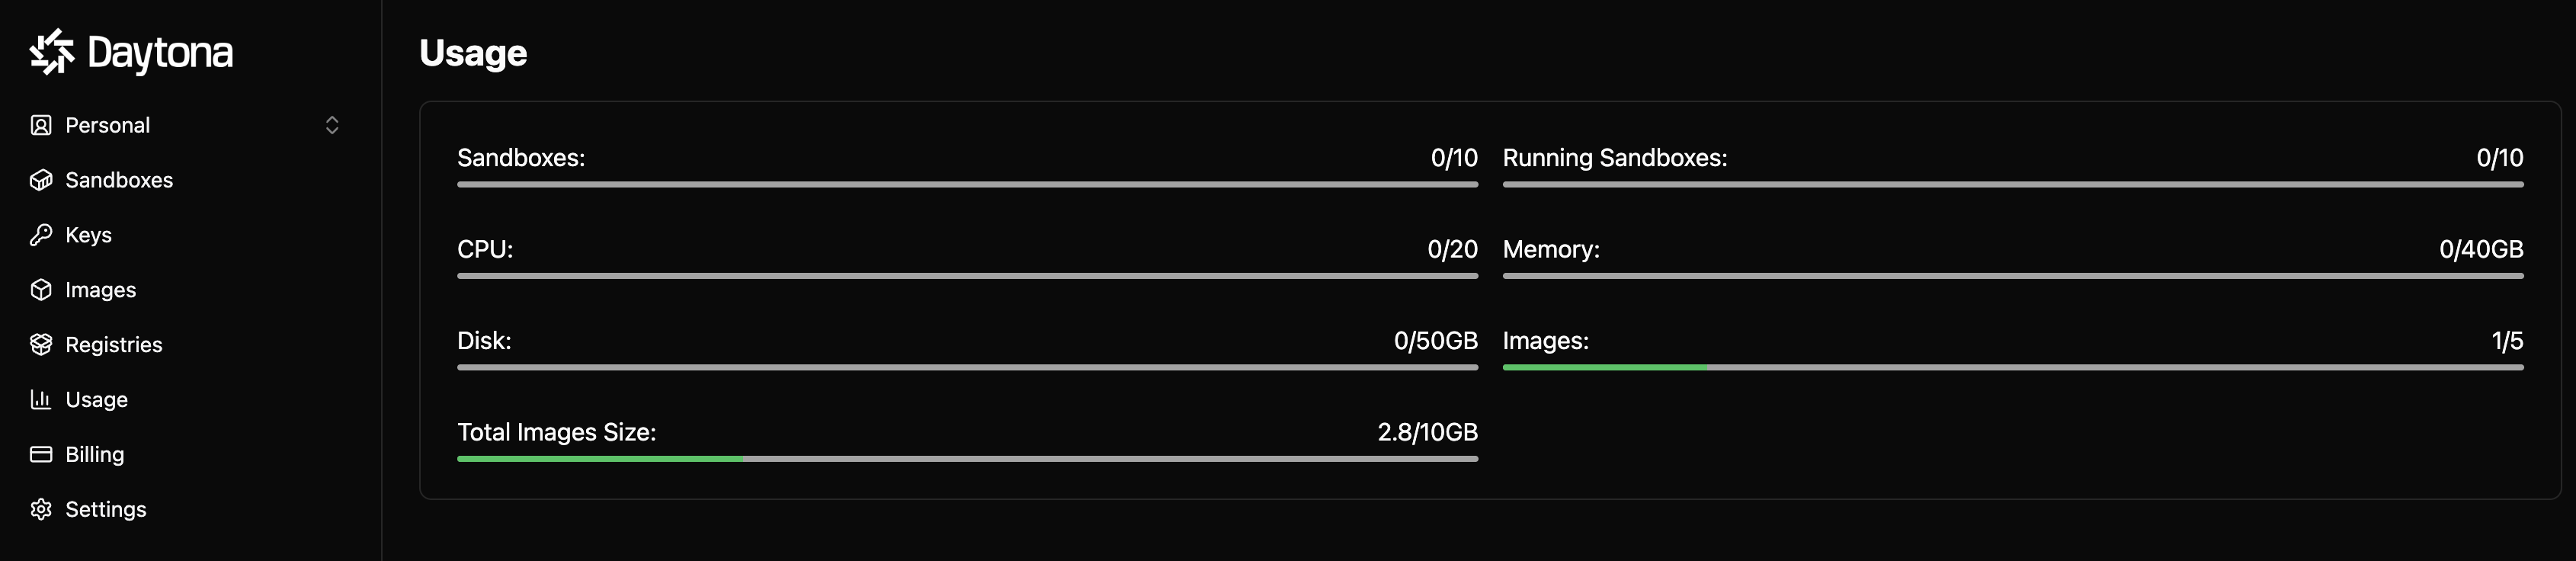 Daytona
Personal
Sandboxes
Keys
Images
Registries
Usage
Billing
Settings
Usage
Sandboxes: 0/10
Running Sandboxes: 0/10
CPU: 0/20
Memory: 0/40GB
Disk: 0/50GB
Images: 1/5
Total Images Size: 2.8/10GB